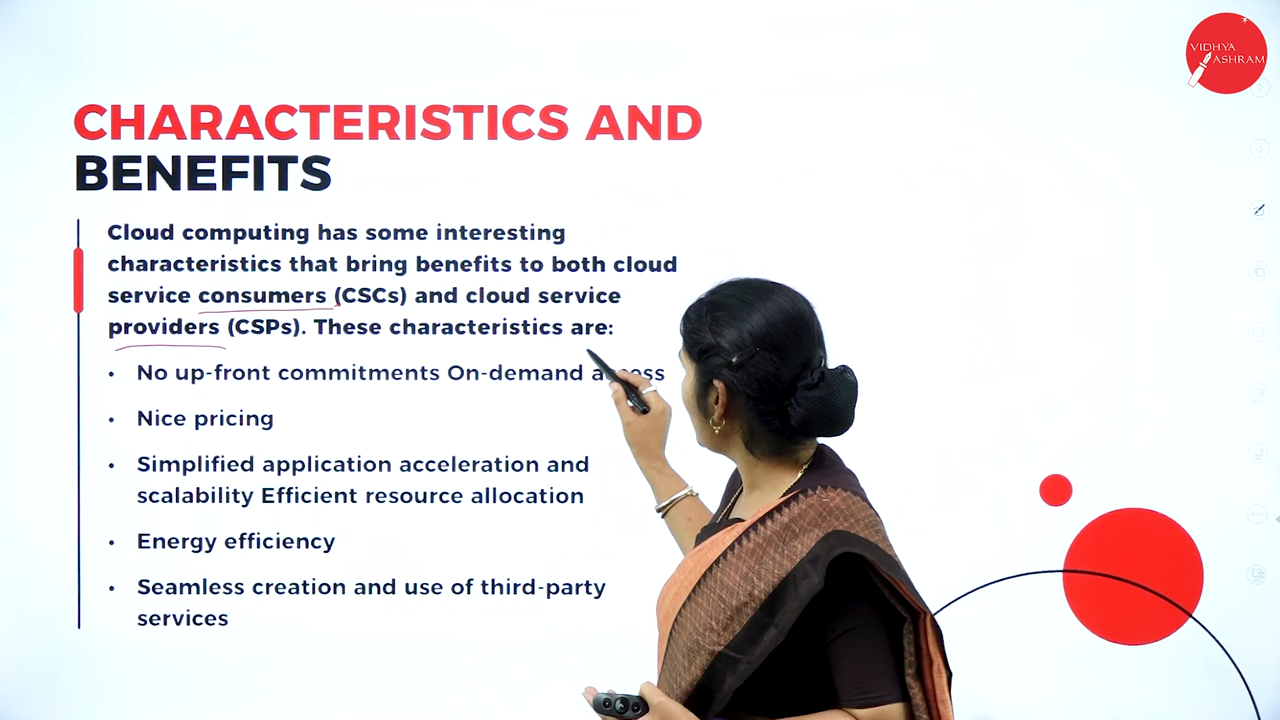 VIDHYA
ASHRAM
CHARACTERISTICS AND
BENEFITS
Cloud computing has some interesting
characteristics that bring benefits to both cloud
service consumers (CSCs) and cloud service
providers (CSPs). These characteristics are:
• No up-front commitments On-demand
• Nice pricing
• Simplified application acceleration and
scalability Efficient resource allocation
• Energy efficiency
• Seamless creation and use of third-party
services